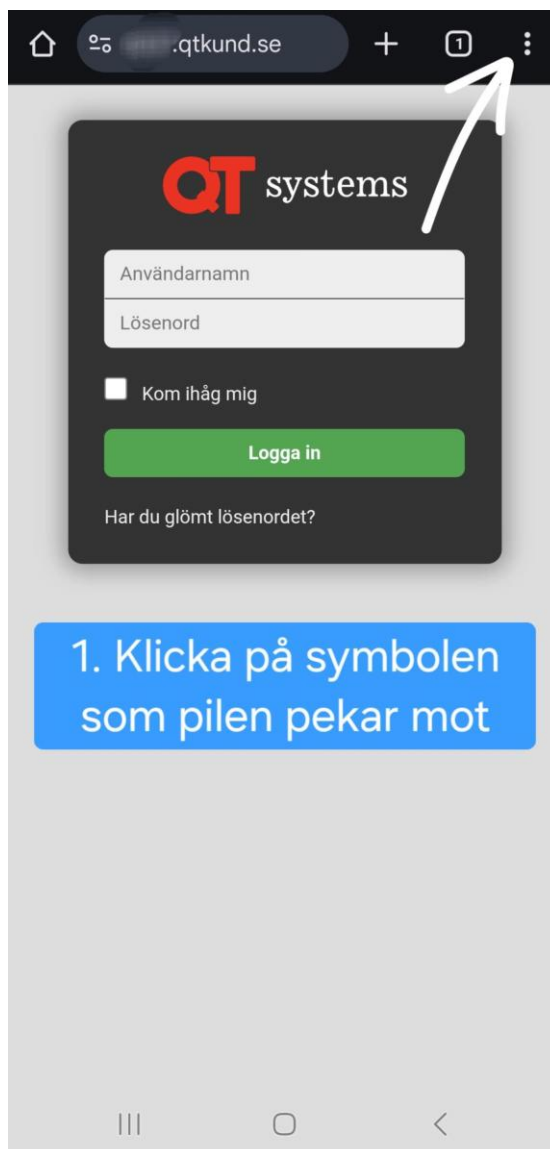 .qtkund.se
1
QT systems
Användarnamn
Lösenord
Kom ihåg mig
Logga in
Har du glömt lösenordet?
1. Klicka på symbolen
som pilen pekar mot